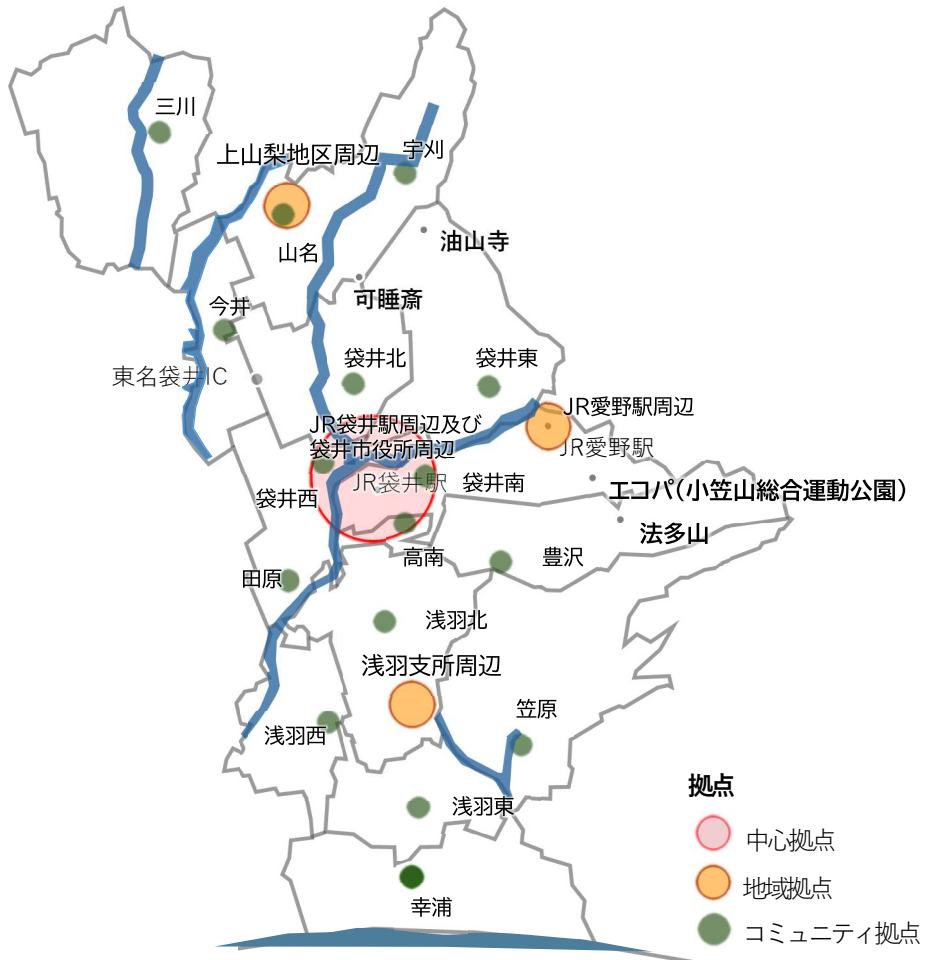 三川
上山梨地区周辺
宇刈
山名
油山寺
可睡斎
今井
東名袋井IC
袋井北
袋井東
JR袋井駅周辺及び
袋井市役所周辺
JR愛野駅周辺
JR愛野駅
JR袋井駅
袋井南
袋井西
エコパ(小笠山総合運動公園)
法多山
高南
豊沢
田原
浅羽北
浅羽支所周辺
笠原
浅羽西
浅羽東
幸浦
拠点
中心拠点
地域拠点
コミュニティ拠点